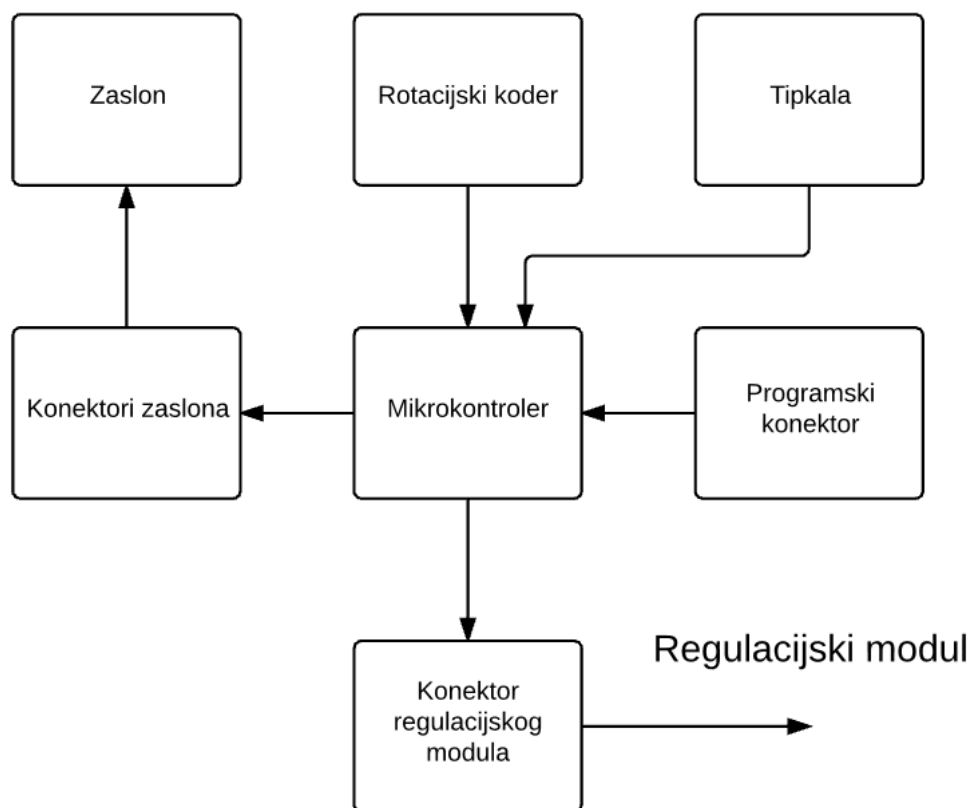 Zaslon
Rotacijski koder
Tipkala
Konektori zaslona
Mikrokontroler
Programski
konektor
Regulacijski modul
Konektor
regulacijskog
modula